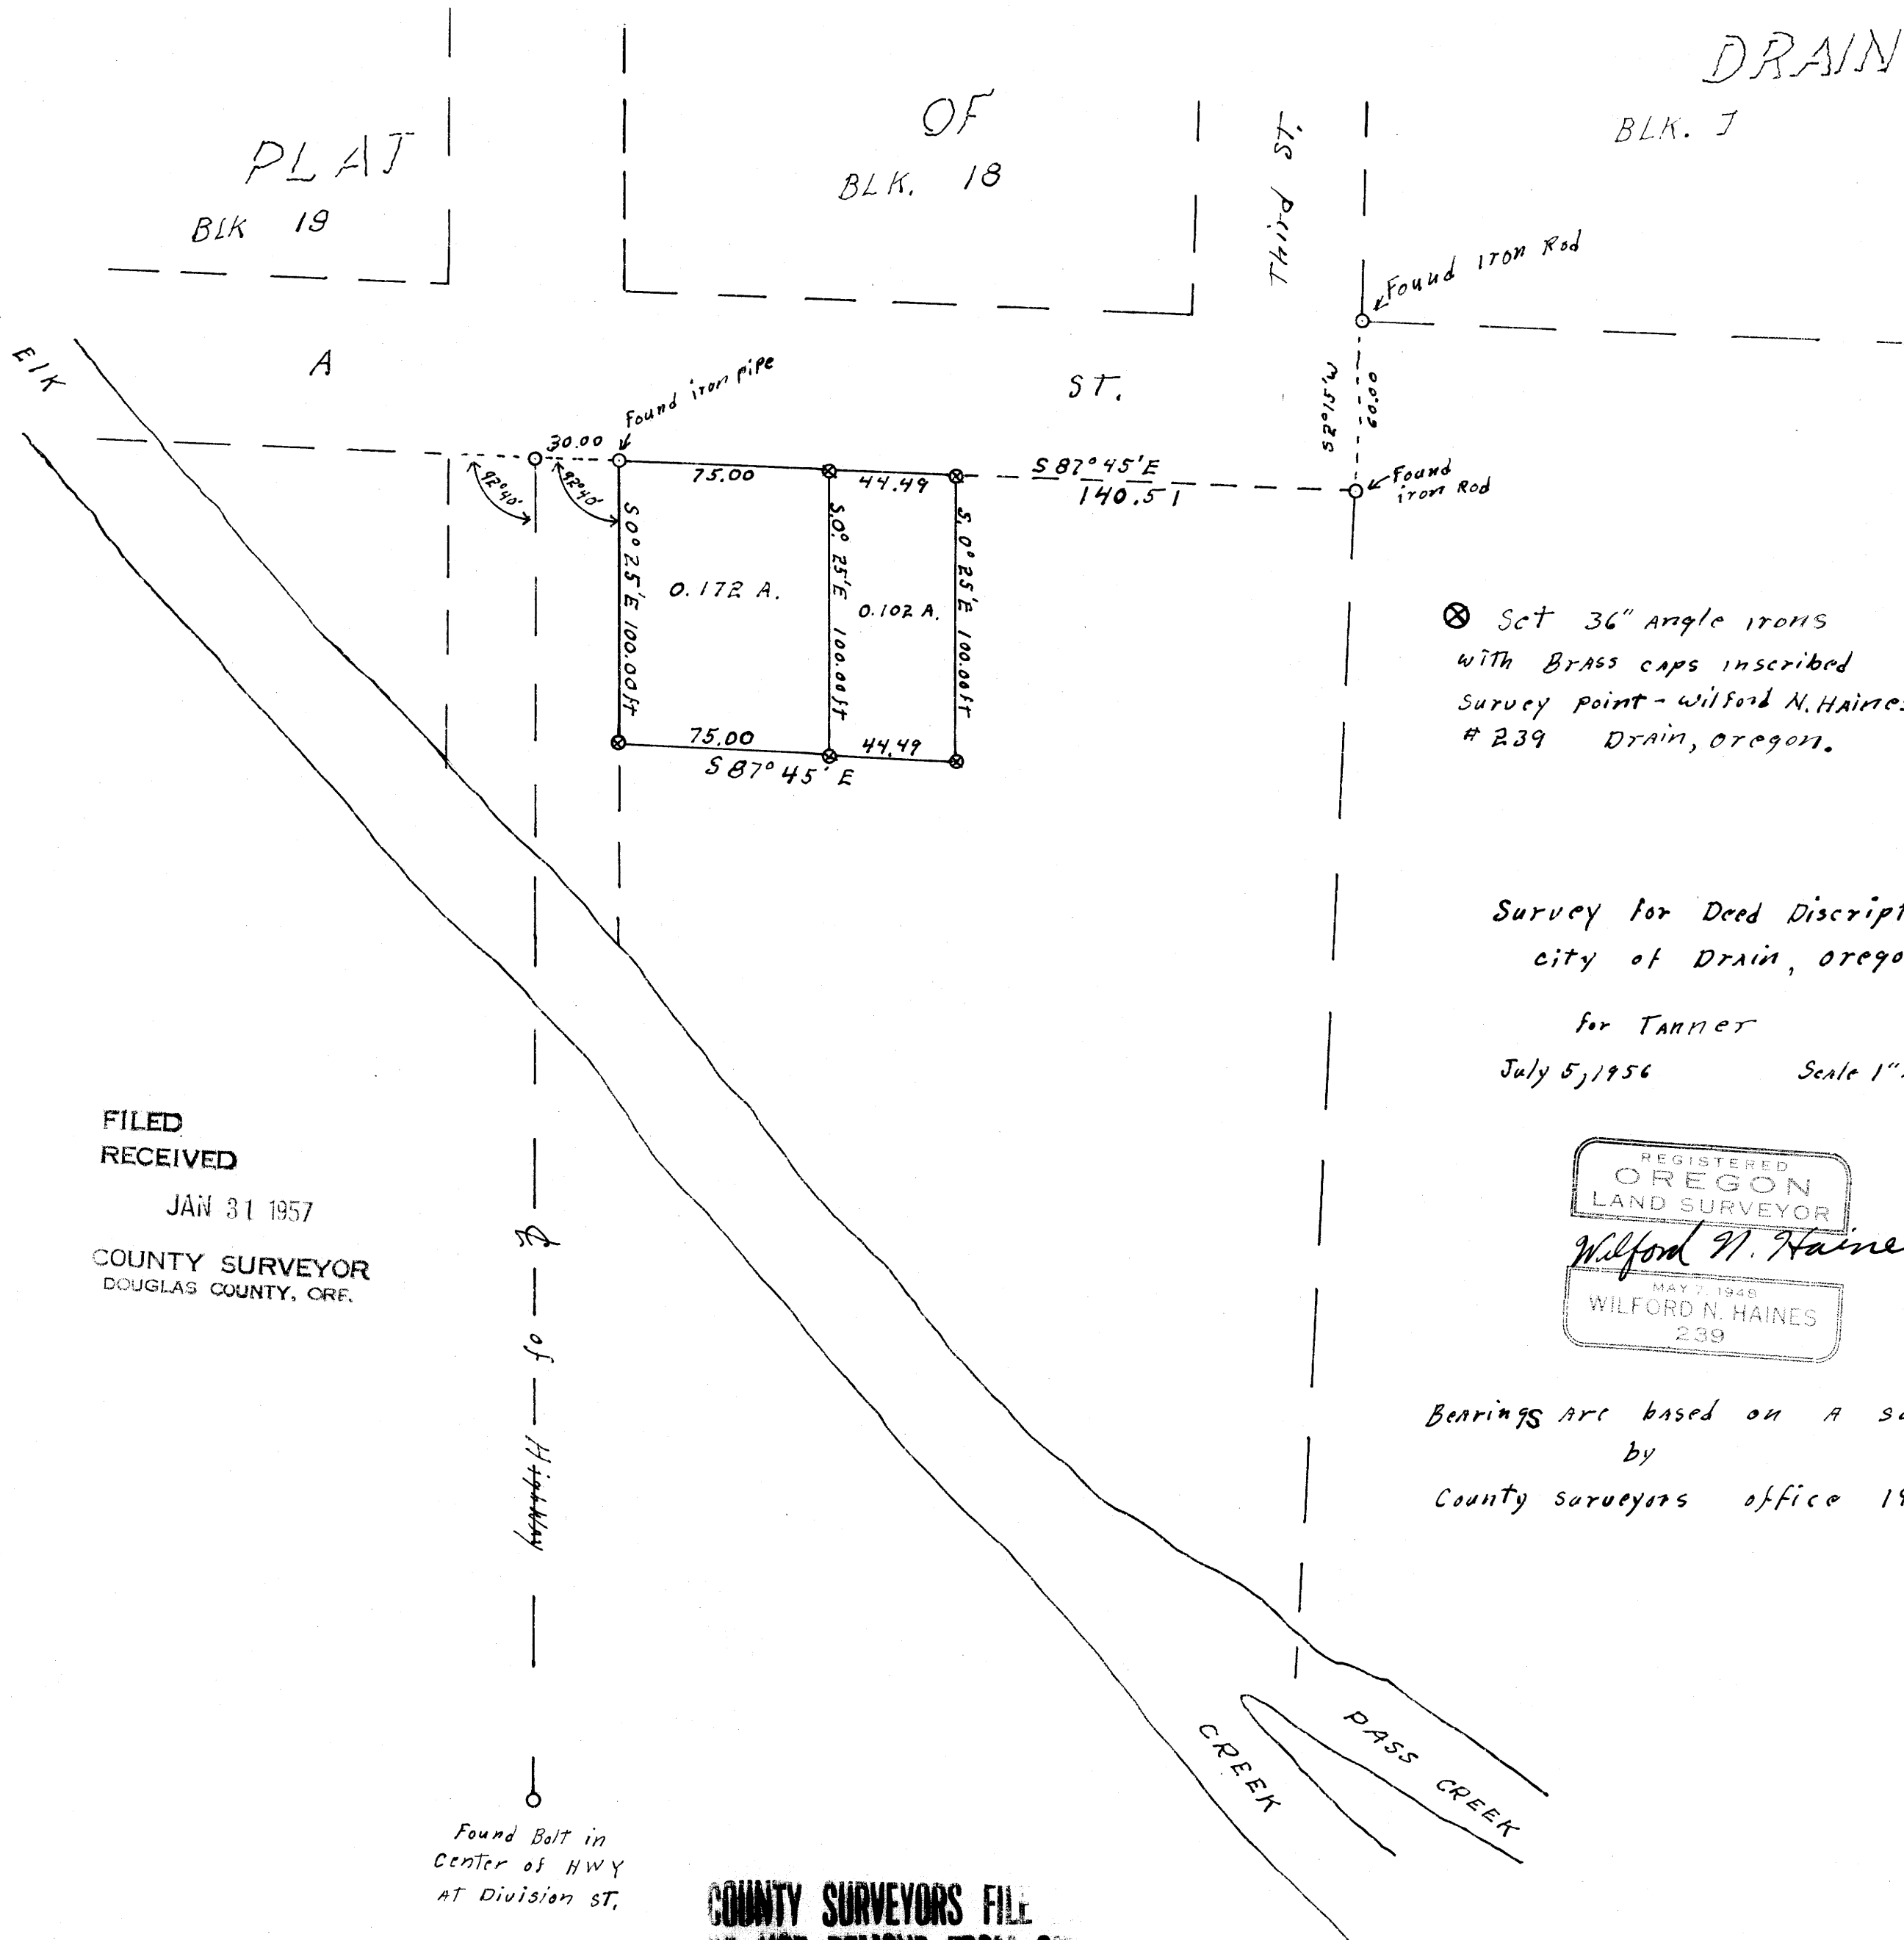 DRAIN
PLAT
OF
BLK. J
BLK 19
BLK. 18
Third ST.
Found Iron Rod
Elk
A
ST.
Found iron pipe
S2°15'W
60.00
30.00
92°40'
92°40'
75.00
44.49
S 87°45'E
140.51
Found
iron Rod
S 0° 25'E 100.00ft
S.0° 25'E 100.00ft
S. 0° 25'E 100.00ft
0.172 A.
0.102 A.
75.00
44.49
S 87° 45' E
⊗ Set 36" Angle irons
with BrAss cAps inscribed
Survey point - Wilford N. HAines
# 239 DrAin, oregon.
Survey for Deed Discript
city of DrAin, orego
for TAnner
July 5, 1956 ScAle 1"
FILED
RECEIVED
JAN 31 1957
COUNTY SURVEYOR
DOUGLAS COUNTY, ORE.
REGISTERED
OREGON
LAND SURVEYOR
Wilford N. Haine
MAY 7, 1948
WILFORD N. HAINES
239
℄ of Highway
BeAringS Are bAsed on A
by
County surveyors office 19
CREEK
PASS CREEK
Found Bolt in
Center of HWY
AT Division ST.
COUNTY SURVEYORS FILE